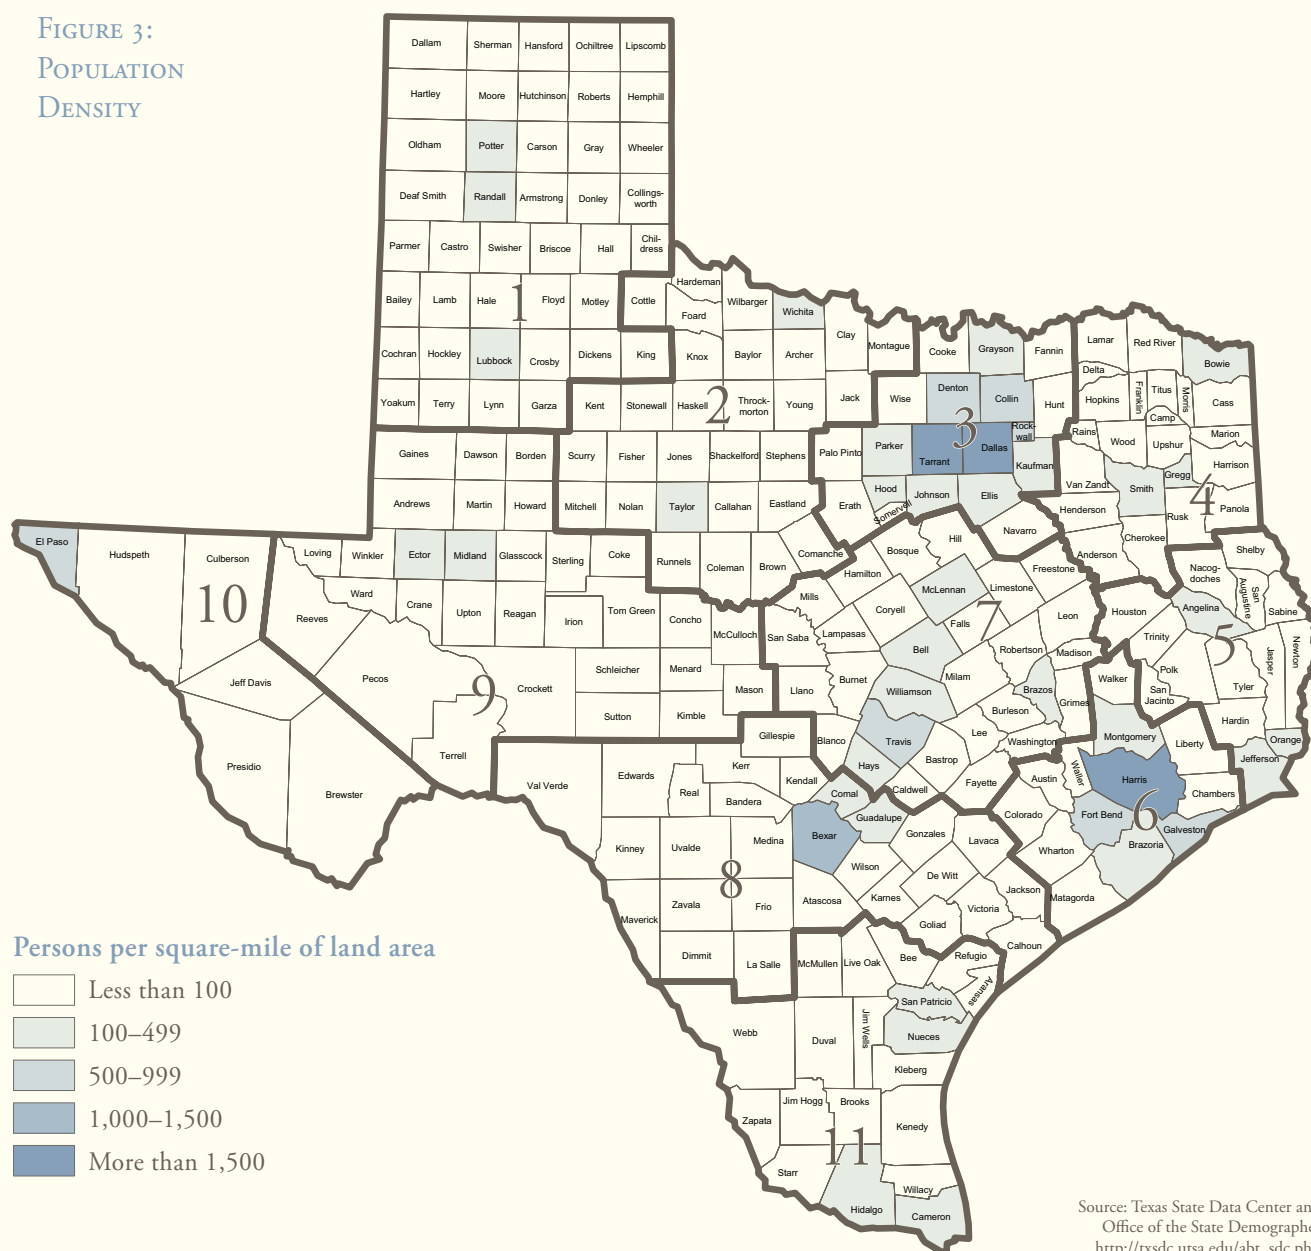 Figure 3:
Population
Density
Dallam
Sherman
Hansford
Ochiltree
Lipscomb
Hartley
Moore
Hutchinson
Roberts
Hemphill
Oldham
Potter
Carson
Gray
Wheeler
Deaf Smith
Randall
Armstrong
Donley
Collings-
worth
Parmer
Castro
Swisher
Briscoe
Hall
Chil-
dress
Bailey
Lamb
Hale
1
Floyd
Motley
Cottle
Hardeman
Foard
Wilbarger
Wichita
Clay
Montague
Cochran
Hockley
Lubbock
Crosby
Dickens
King
Knox
Baylor
Archer
Cooke
Grayson
Fannin
Lamar
Red River
Bowie
Yoakum
Terry
Lynn
Garza
Kent
Stonewall
Haskell
2
Throck-
morton
Young
Jack
Wise
Denton
Collin
Hunt
Delta
Hopkins
Franklin
Titus
Morris
Camp
Cass
Gaines
Dawson
Borden
Scurry
Fisher
Jones
Shackelford
Stephens
Palo Pinto
Parker
Tarrant
3
Dallas
Rock-
wall
Kaufman
Rains
Wood
Upshur
Marion
Van Zandt
Smith
Gregg
Harrison
4
Andrews
Martin
Howard
Mitchell
Nolan
Taylor
Callahan
Eastland
Erath
Hood
Somervell
Johnson
Ellis
Navarro
Henderson
Rusk
Panola
Cherokee
Anderson
El Paso
Hudspeth
Culberson
10
Loving
Winkler
Ector
Midland
Glasscock
Sterling
Coke
Runnels
Coleman
Brown
Comanche
Hamilton
Bosque
Hill
Freestone
Limestone
McLennan
Shelby
Nacog-
doches
San
Augustine
Sabine
Angelina
Houston
Reeves
Ward
Crane
Upton
Reagan
Irion
Tom Green
Concho
McCulloch
San Saba
Mills
Lampasas
Coryell
Falls
7
Leon
Robertson
Madison
Trinity
5
Polk
San
Jacinto
Tyler
Jasper
Newton
Jeff Davis
Pecos
9
Crockett
Schleicher
Menard
Mason
Sutton
Kimble
Llano
Burnet
Bell
Milam
Williamson
Brazos
Grimes
Walker
Burleson
Hardin
Presidio
Brewster
Terrell
Val Verde
Edwards
Gillespie
Kerr
Real
Bandera
Kendall
Blanco
Travis
Hays
Lee
Bastrop
Washington
Fayette
Caldwell
Austin
Waller
Montgomery
Liberty
Orange
Jefferson
Harris
Chambers
Fort Bend
6
Galveston
Brazoria
Comal
Guadalupe
Bexar
Gonzales
Lavaca
Colorado
Wharton
Kinney
Uvalde
Medina
8
Wilson
De Witt
Jackson
Matagorda
Maverick
Zavala
Frio
Atascosa
Karnes
Goliad
Victoria
Calhoun
Dimmit
La Salle
McMullen
Live Oak
Bee
Refugio
Aransas
San Patricio
Nueces
Webb
Duval
Jim Wells
Kleberg
Zapata
Jim Hogg
Brooks
Kenedy
11
Starr
Hidalgo
Willacy
Cameron
Persons per square-mile of land area
Less than 100
100–499
500–999
1,000–1,500
More than 1,500
Source: Texas State Data Center
Office of the State